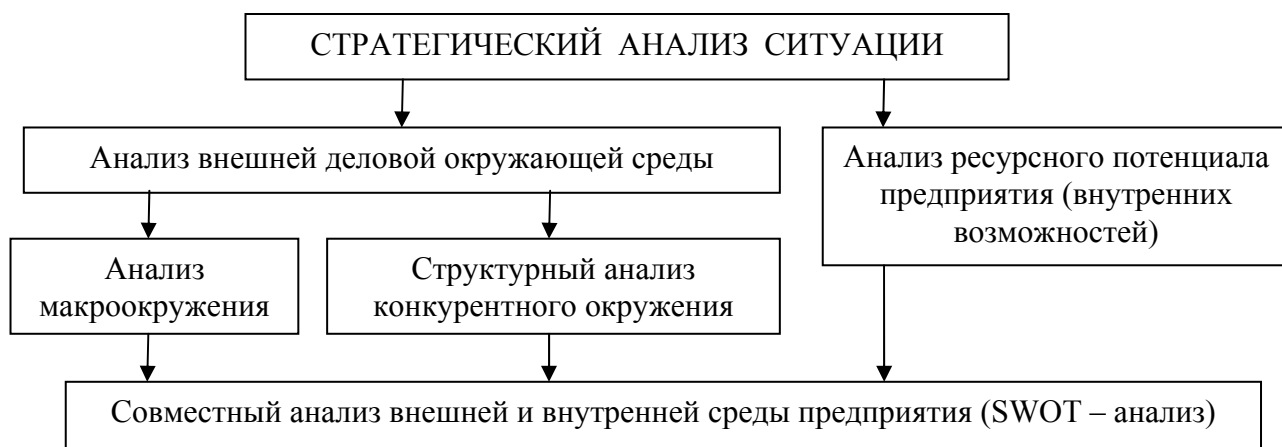 СТРАТЕГИЧЕСКИЙ АНАЛИЗ СИТУАЦИИ
Анализ внешней деловой окружающей среды
Анализ ресурсного потенциала
предприятия (внутренних
возможностей)
Анализ
макроокружения
Структурный анализ
конкурентного окружения
Совместный анализ внешней и внутренней среды предприятия (SWOT – анализ)